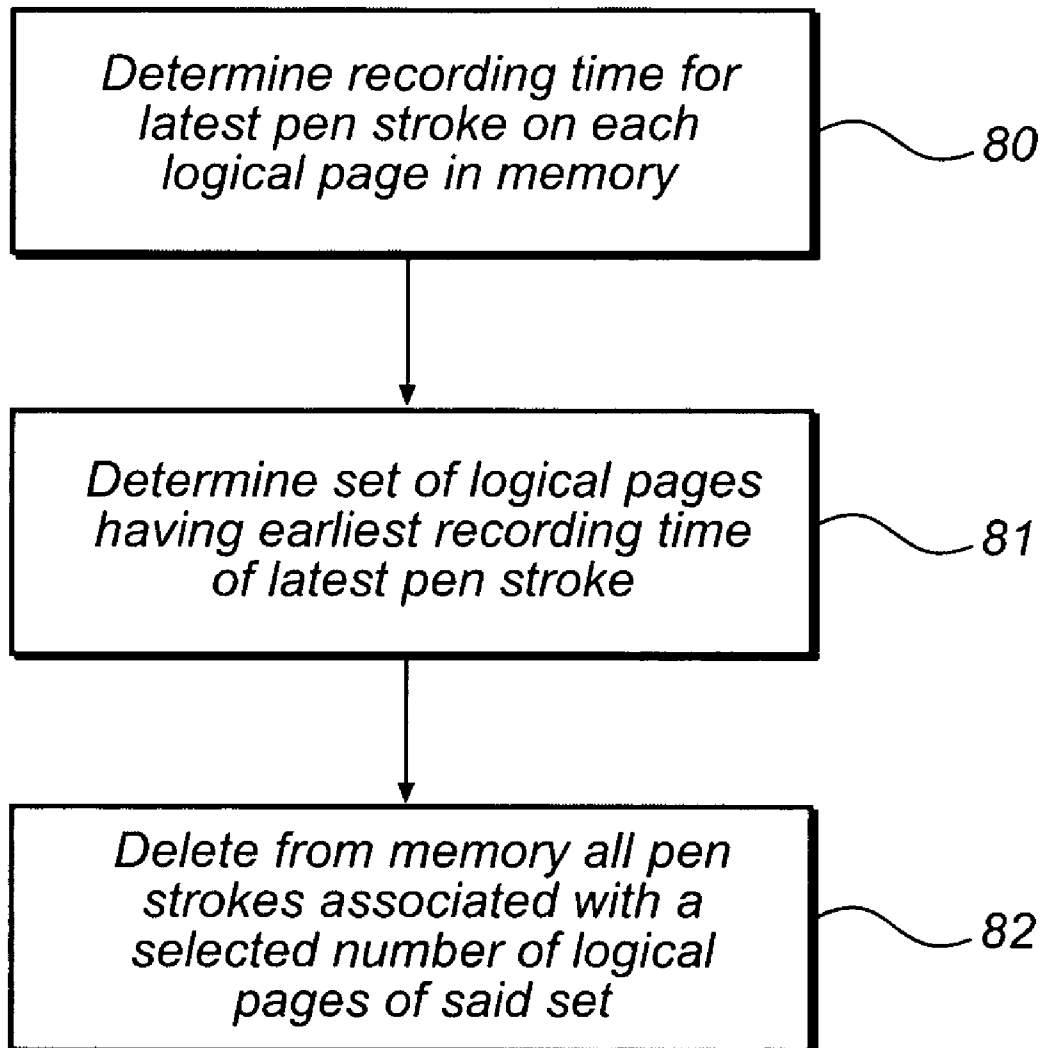 Determine recording time for
latest pen stroke on each
logical page in memory
80
Determine set of logical pages
having earliest recording time
of latest pen stroke
81
Delete from memory all pen
strokes associated with a
selected number of logical
pages of said set
82